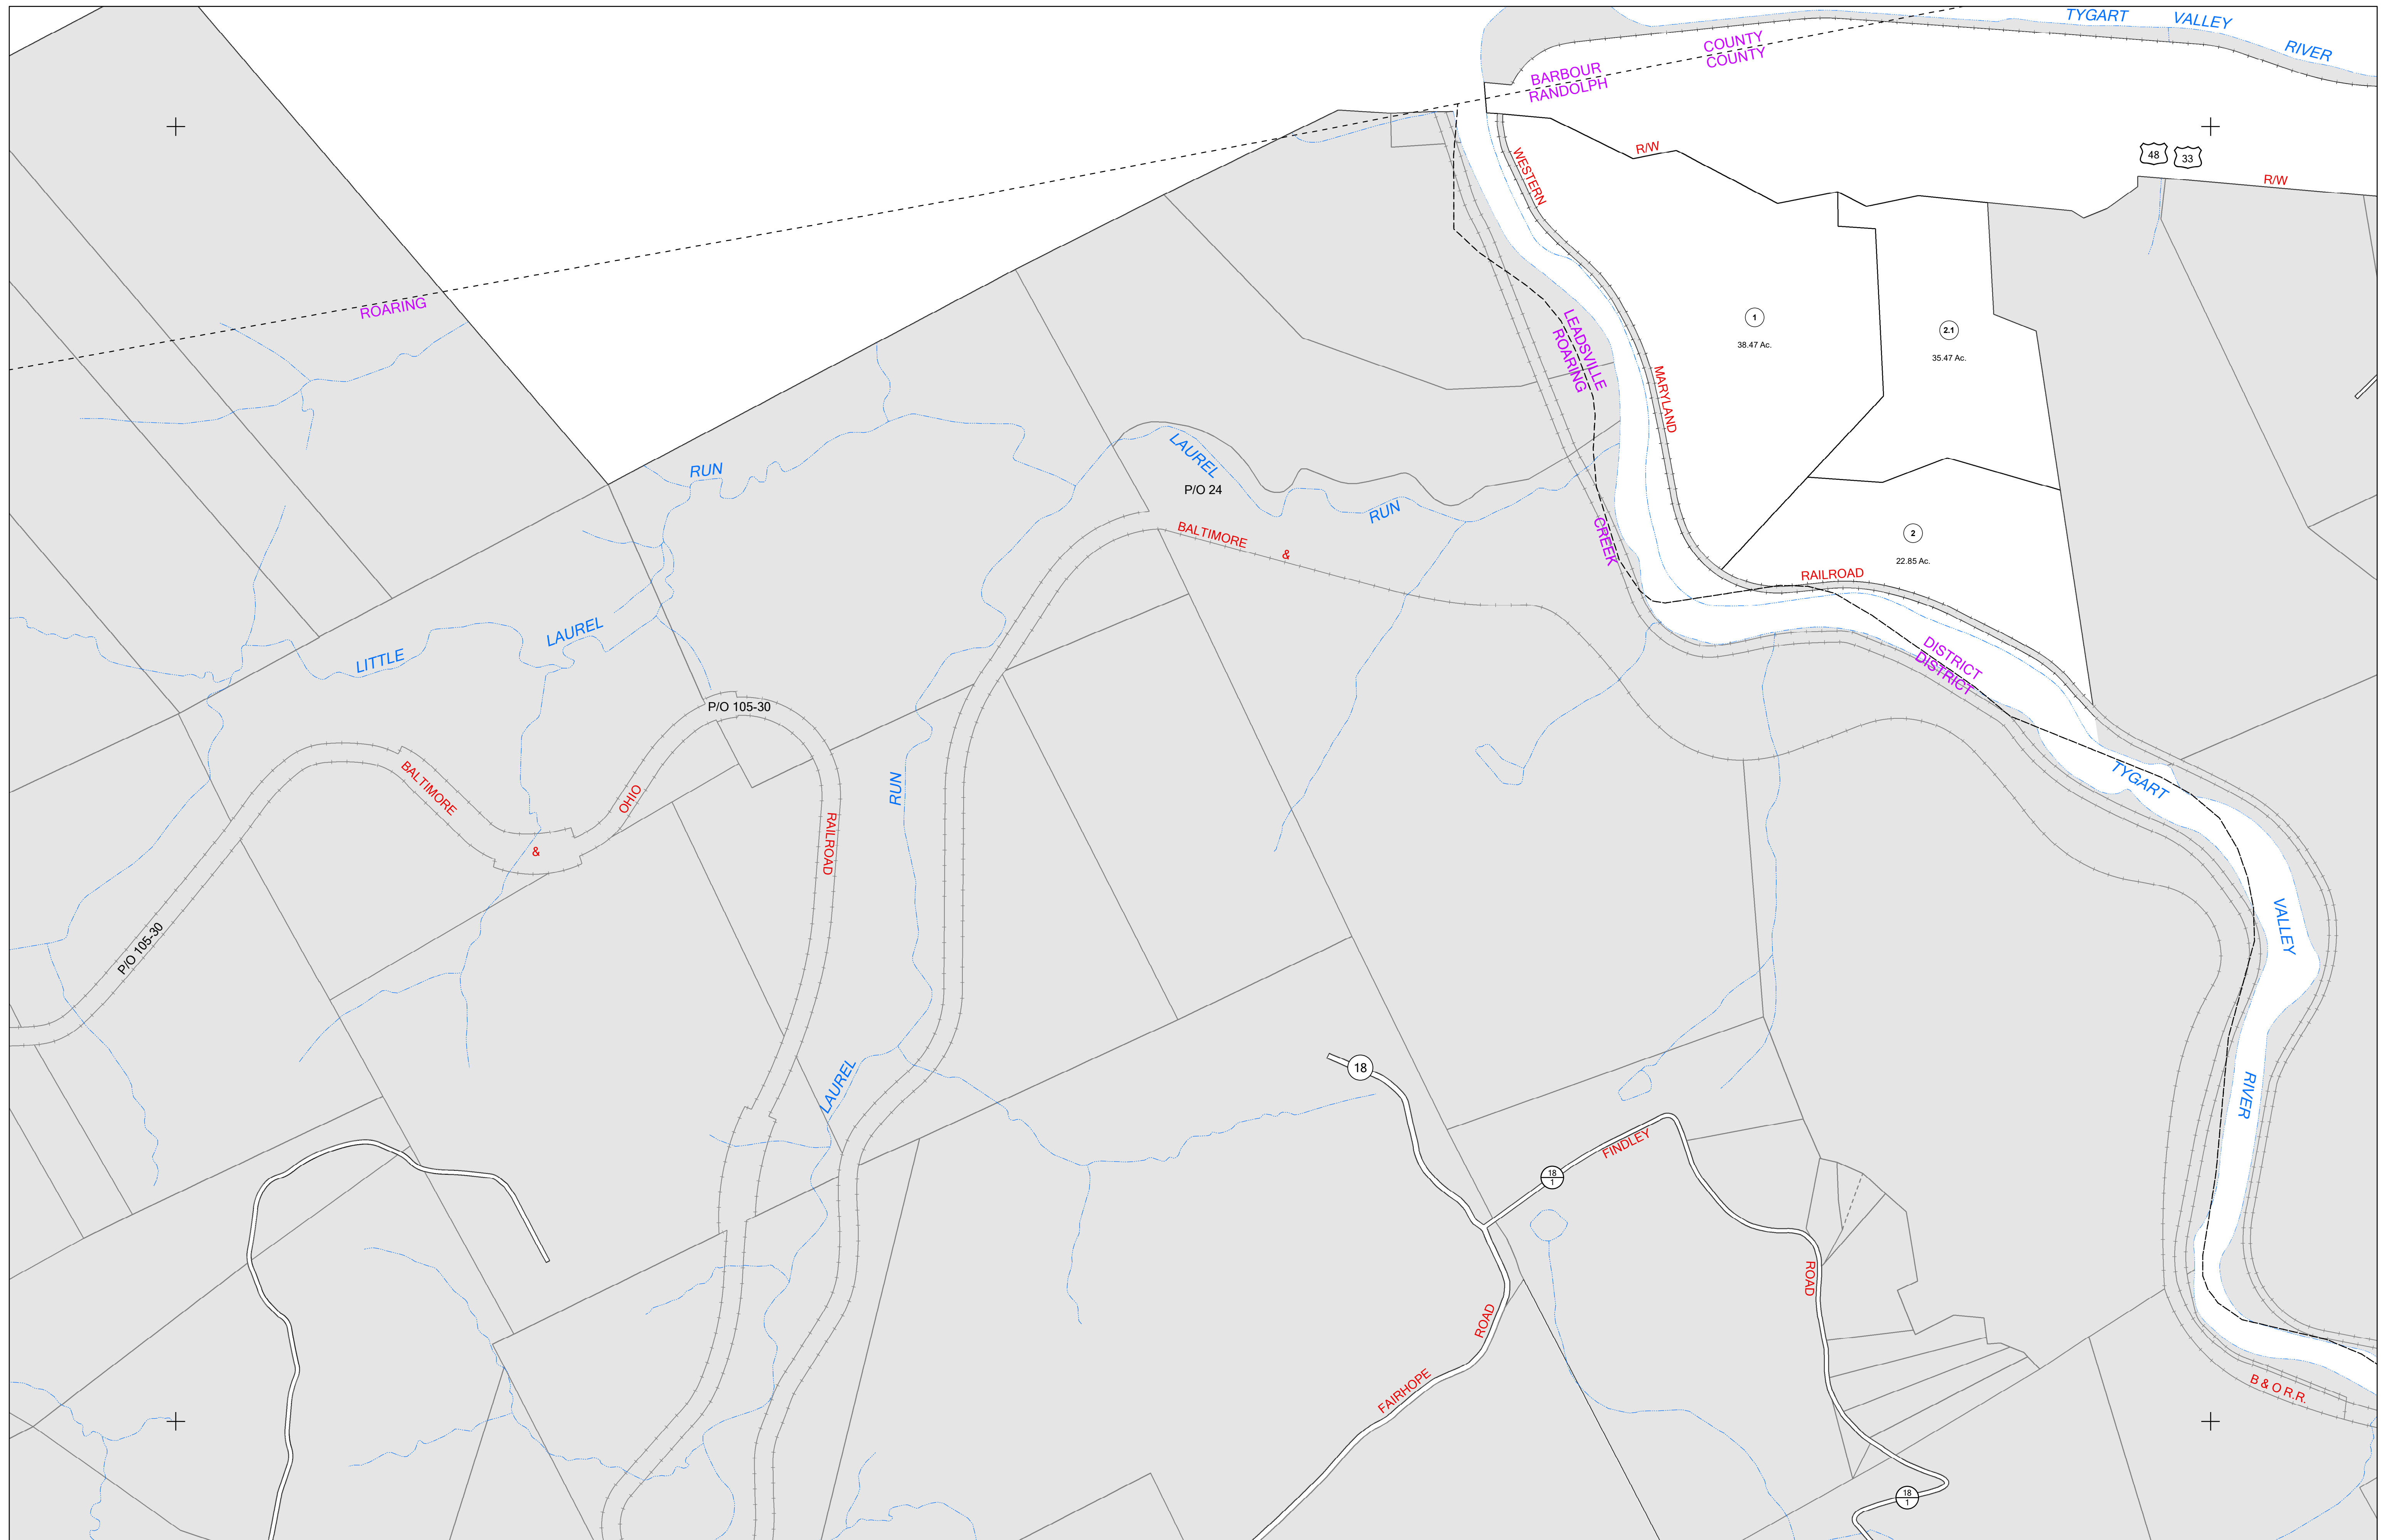 TYGART VALLEY RIVER
BARBOUR COUNTY
RANDOLPH COUNTY
WESTERN
R/W
48 33
R/W
ROARING
LEADSVILLE
ROARING
1
38.47 Ac.
2.1
35.47 Ac.
MARYLAND
LAUREL
RUN
P/O 24
RUN
BALTIMORE &
CREEK
2
22.85 Ac.
RAILROAD
LITTLE
LAUREL
DISTRICT
DISTRICT
P/O 105-30
BALTIMORE
OHIO
RUN
TYGART
RAILROAD
&
VALLEY
P/O 105-30
18
LAUREL
RIVER
FINDLEY
18
1
ROAD
ROAD
FAIRHOPE
B & O R.R.
18
1